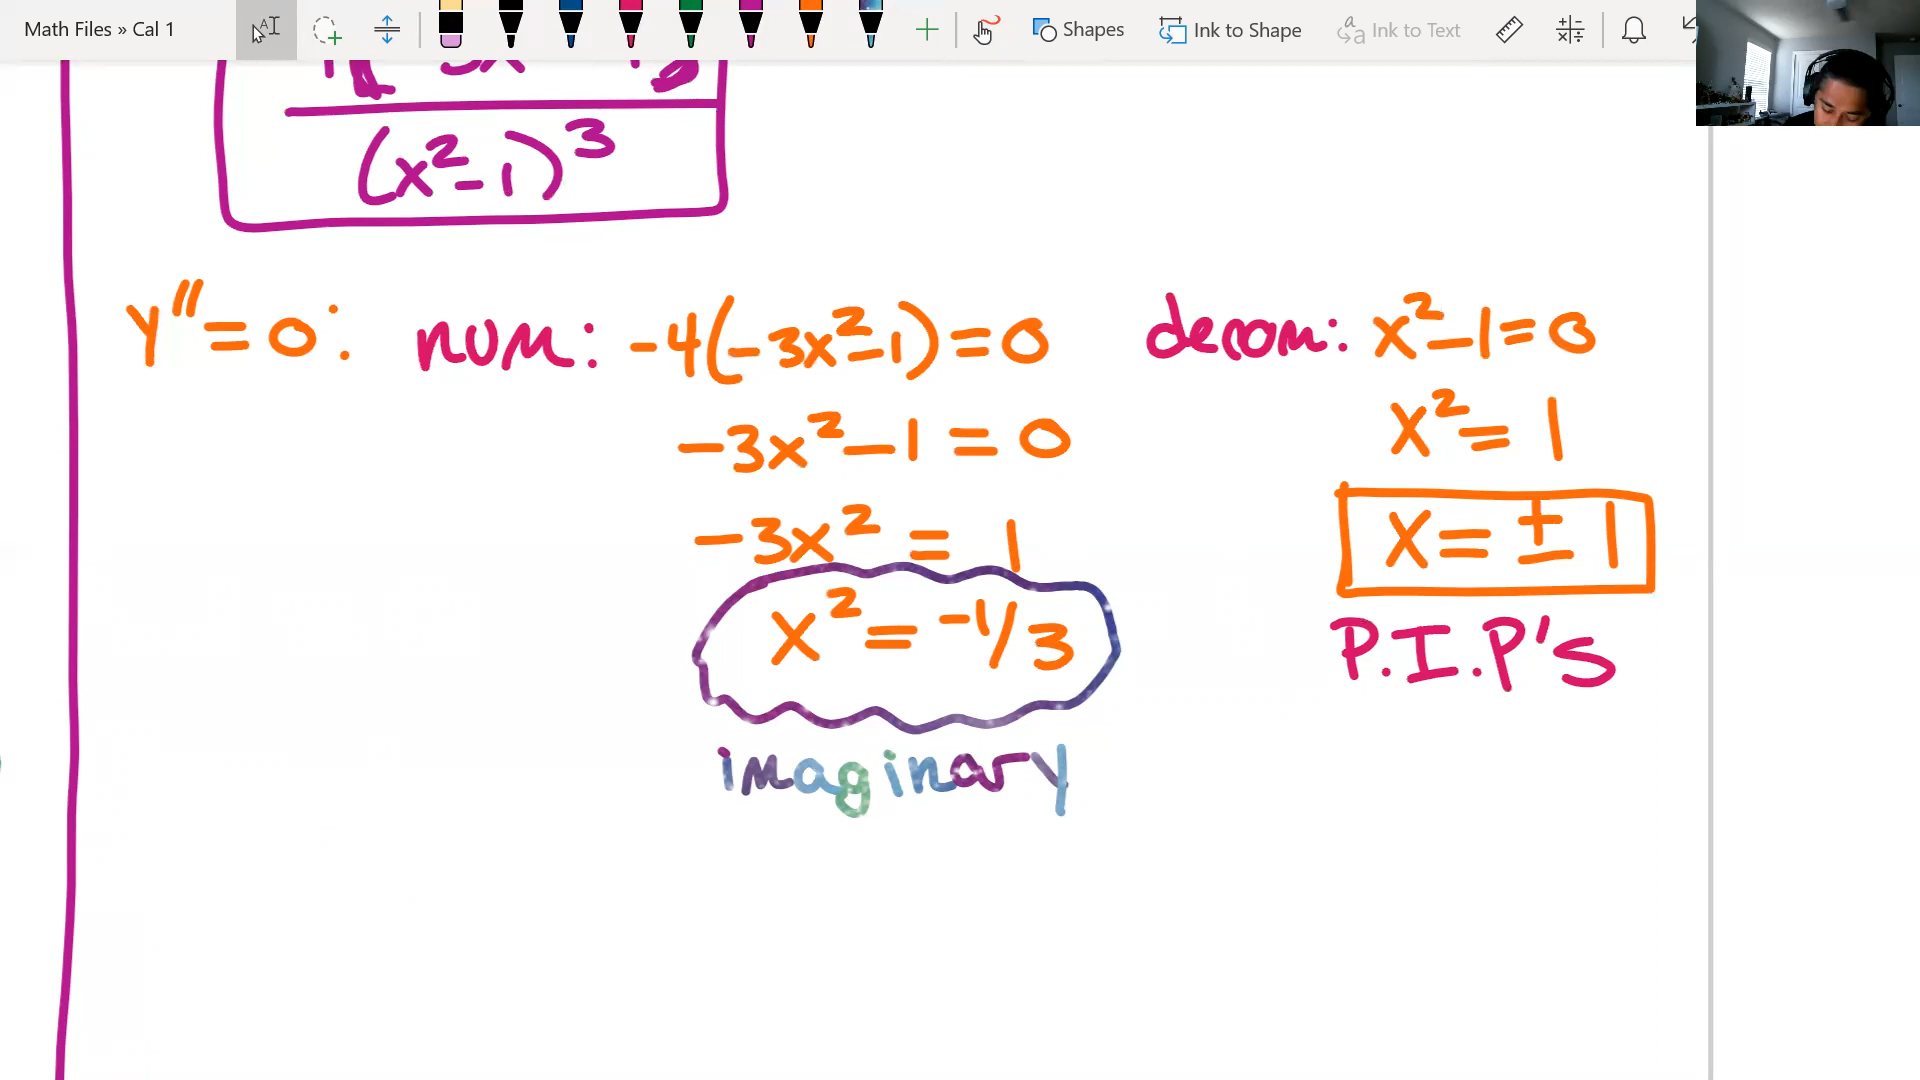 Math Files » Cal 1
Shapes
Ink to Shape
Ink to Text
(x²-1)³
y''=0: num: -4(-3x²-1)=0 denom: x²-1=0
-3x²-1=0 x²=1
-3x²=1 x=±1
x²=-1/3 P.I.P's
imaginary